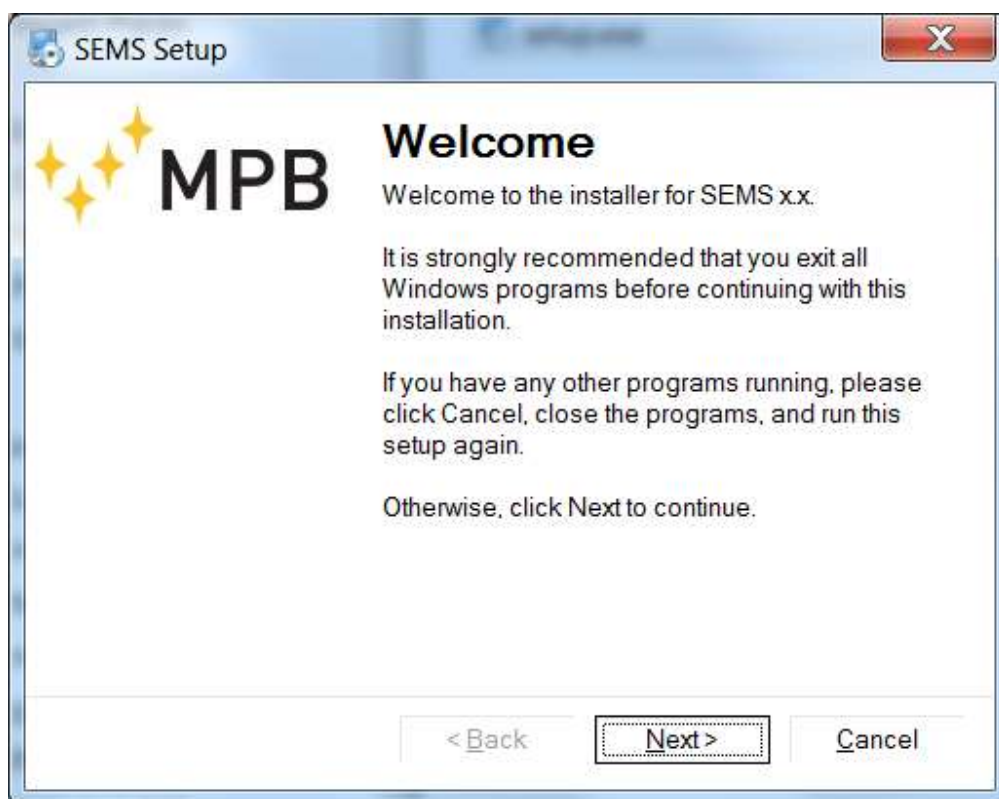 SEMS Setup
MPB
Welcome
Welcome to the installer for SEMS x.x.
It is strongly recommended that you exit all
Windows programs before continuing with this
installation.
If you have any other programs running, please
click Cancel, close the programs, and run this
setup again.
Otherwise, click Next to continue.
< Back
Next >
Cancel